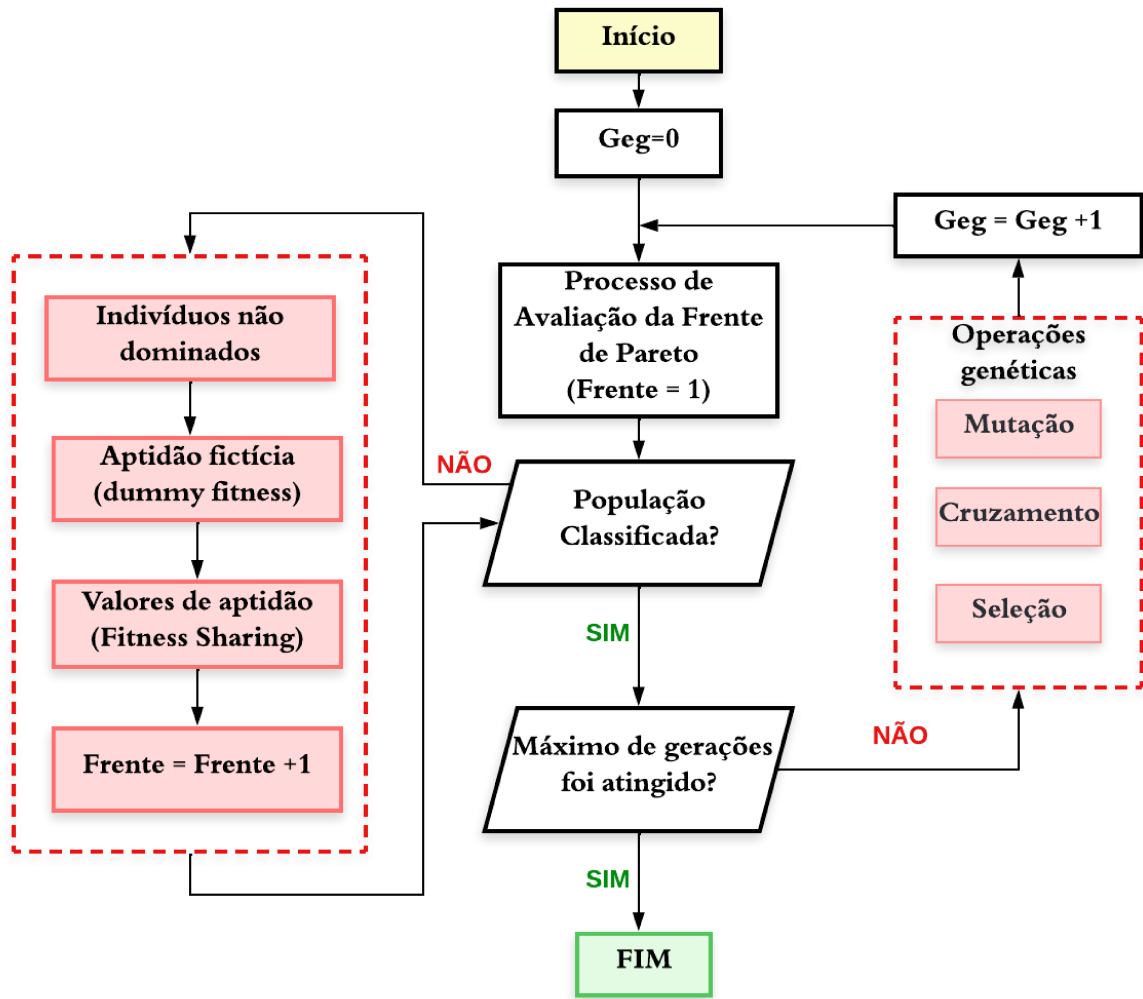 Início
Geg=0
Geg = Geg +1
Processo de
Avaliação da Frente
de Pareto
(Frente = 1)
Indivíduos não
dominados
Aptidão fictícia
(dummy fitness)
Valores de aptidão
(Fitness Sharing)
Frente = Frente +1
NÃO
População
Classificada?
SIM
Operações
genéticas
Mutação
Cruzamento
Seleção
Máximo de gerações
foi atingido?
NÃO
SIM
FIM